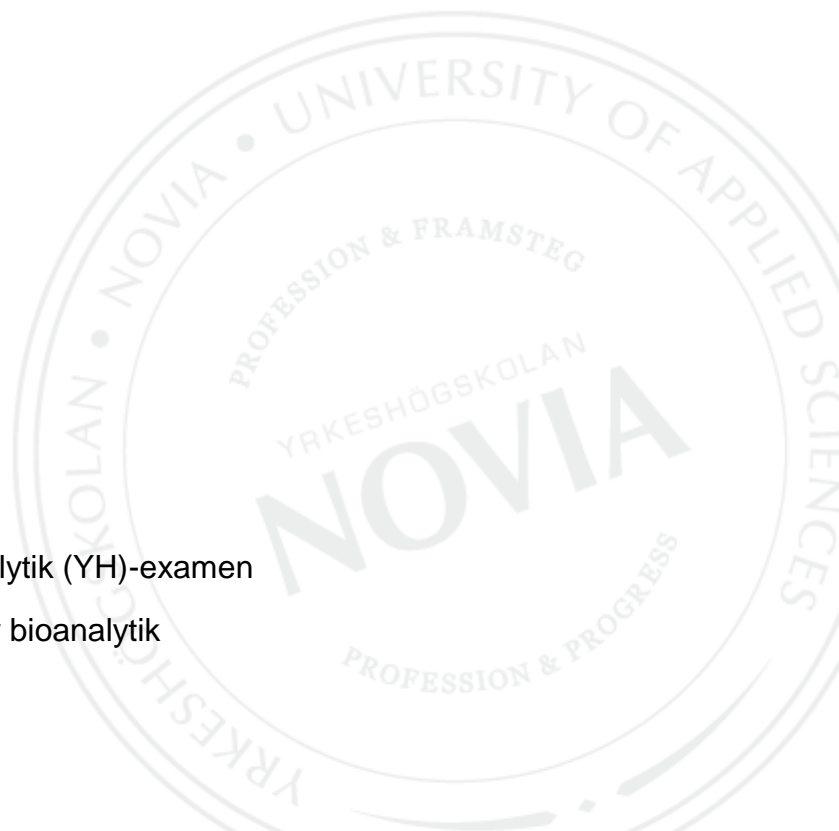 UNIVERSITY OF APPLIED SCIENCES
YRKESHÖGSKOLAN • NOVIA •
PROFESSION & FRAMSTEG
YRKESHÖGSKOLAN
NOVIA
PROFESSION & PROGRESS
lytik (YH)-examen
bioanalytik